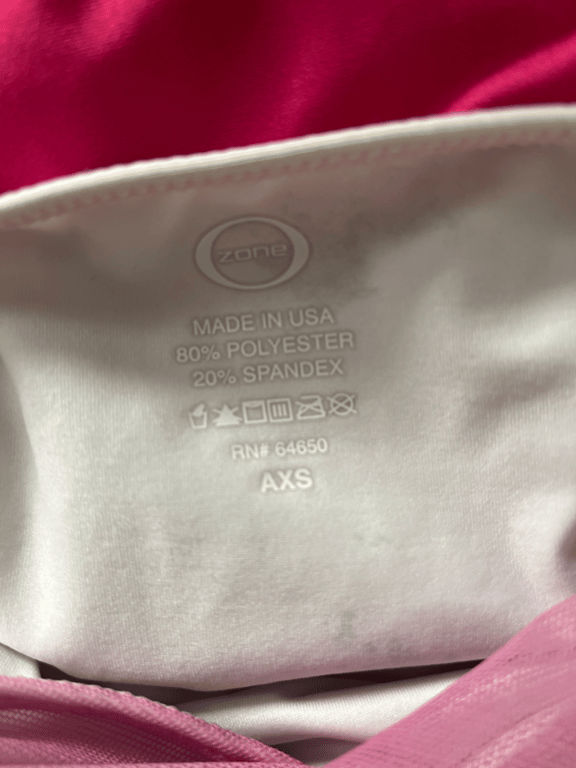 zone
MADE IN USA
80% POLYESTER
20% SPANDEX
RN# 64650
AXS